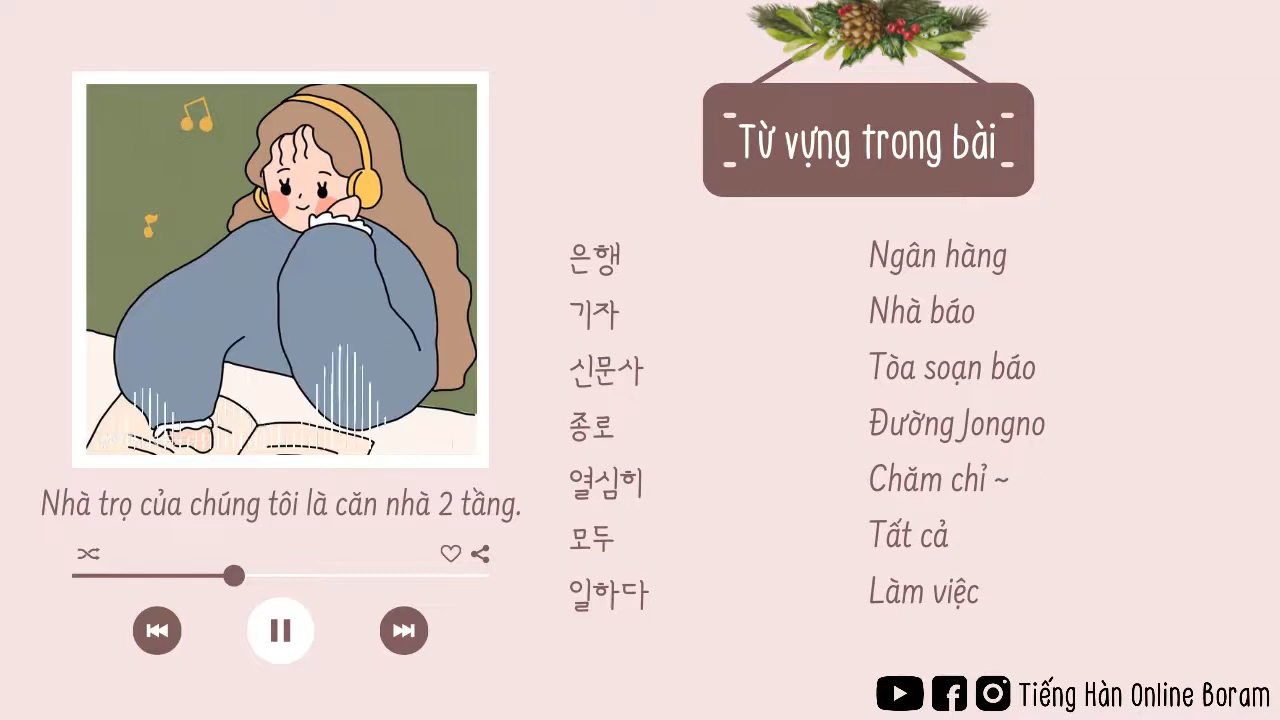 Từ vựng trong bài
은행 Ngân hàng
기자 Nhà báo
신문사 Tòa soạn báo
종로 Đường Jongno
열심히 Chăm chỉ ~
모두 Tất cả
일하다 Làm việc
Nhà trọ của chúng tôi là căn nhà 2 tầng.
Tiếng Hàn Online Boram